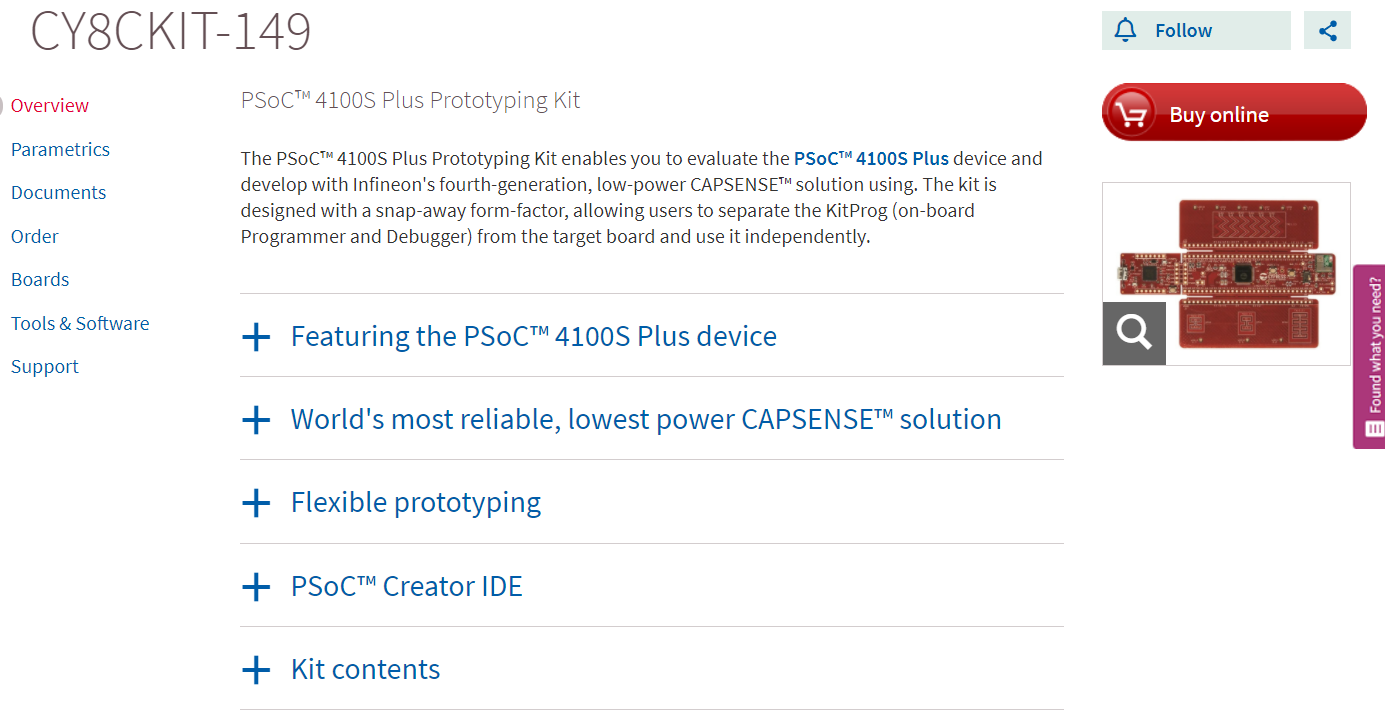 CY8CKIT-149
Follow
Overview
Parametrics
Documents
Order
Boards
Tools & Software
Support
PSoC™ 4100S Plus Prototyping Kit
The PSoC™ 4100S Plus Prototyping Kit enables you to evaluate the PSoC™ 4100S Plus device and
develop with Infineon's fourth-generation, low-power CAPSENSE™ solution using. The kit is
designed with a snap-away form-factor, allowing users to separate the KitProg (on-board
Programmer and Debugger) from the target board and use it independently.
Featuring the PSoC™ 4100S Plus device
World's most reliable, lowest power CAPSENSE™ solution
Flexible prototyping
PSoC™ Creator IDE
Kit contents
Buy online
Found what you need?